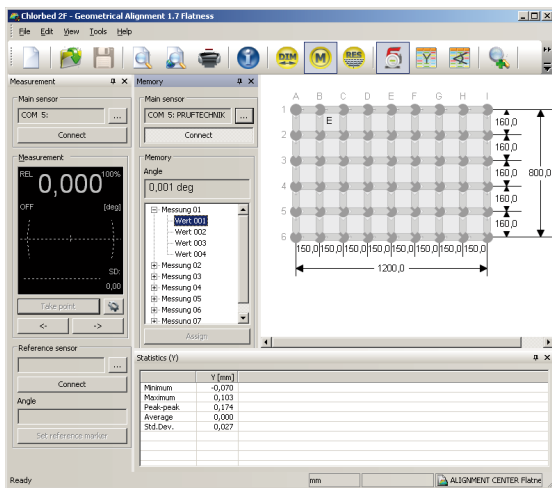 Chlorbed 2F - Geometrical Alignment 1.7 Flatness
File Edit View Tools Help
DIM M RES Y
Measurement
Main sensor
COM 5:
...
Connect
Measurement
REL 0,000 100%
OFF [deg]
SD:
0,00
Take point
<- ->
Reference sensor
...
Connect
Angle
Set reference marker
Memory
Main sensor
COM 5: PRUFTECHNIK ...
Connect
Memory
Angle
0,001 deg
Messung 01
Wert 001
Wert 002
Wert 003
Wert 004
Messung 02
Messung 03
Messung 04
Messung 05
Messung 06
Messung 07
Assign
A B C D E F G H I
1
E
2
3
4
5
6
160,0
160,0
160,0
160,0
160,0
800,0
150,0 150,0 150,0 150,0 150,0 150,0 150,0 150,0
1200,0
Statistics (Y)
Y [mm]
Minimum -0,070
Maximum 0,103
Peak-peak 0,174
Average 0,000
Std.Dev. 0,027
Ready mm ALIGNMENT CENTER Flatne